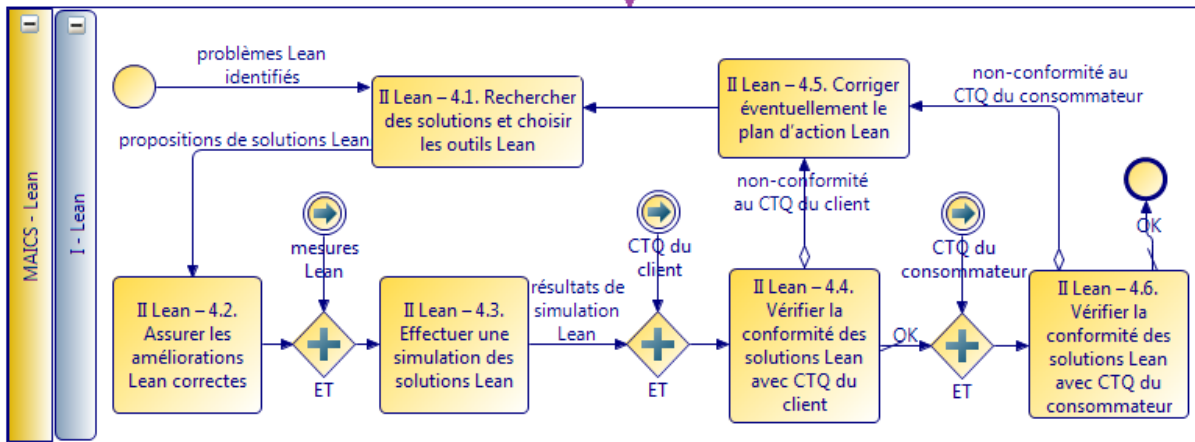 MAICS - Lean
I - Lean
problèmes Lean
identifiés
II Lean – 4.1. Rechercher
des solutions et choisir
les outils Lean
II Lean – 4.5. Corriger
éventuellement le
plan d'action Lean
non-conformité au
CTQ du consommateur
propositions de solutions Lean
non-conformité
au CTQ du client
mesures
Lean
CTQ du
client
CTQ du
consommateur
OK
II Lean – 4.2.
Assurer les
améliorations
Lean correctes
ET
II Lean – 4.3.
Effectuer une
simulation des
solutions Lean
résultats de
simulation
Lean
ET
II Lean – 4.4.
Vérifier la
conformité des
solutions Lean
avec CTQ du
client
OK
ET
II Lean – 4.6.
Vérifier la
conformité des
solutions Lean
avec CTQ du
consommateur